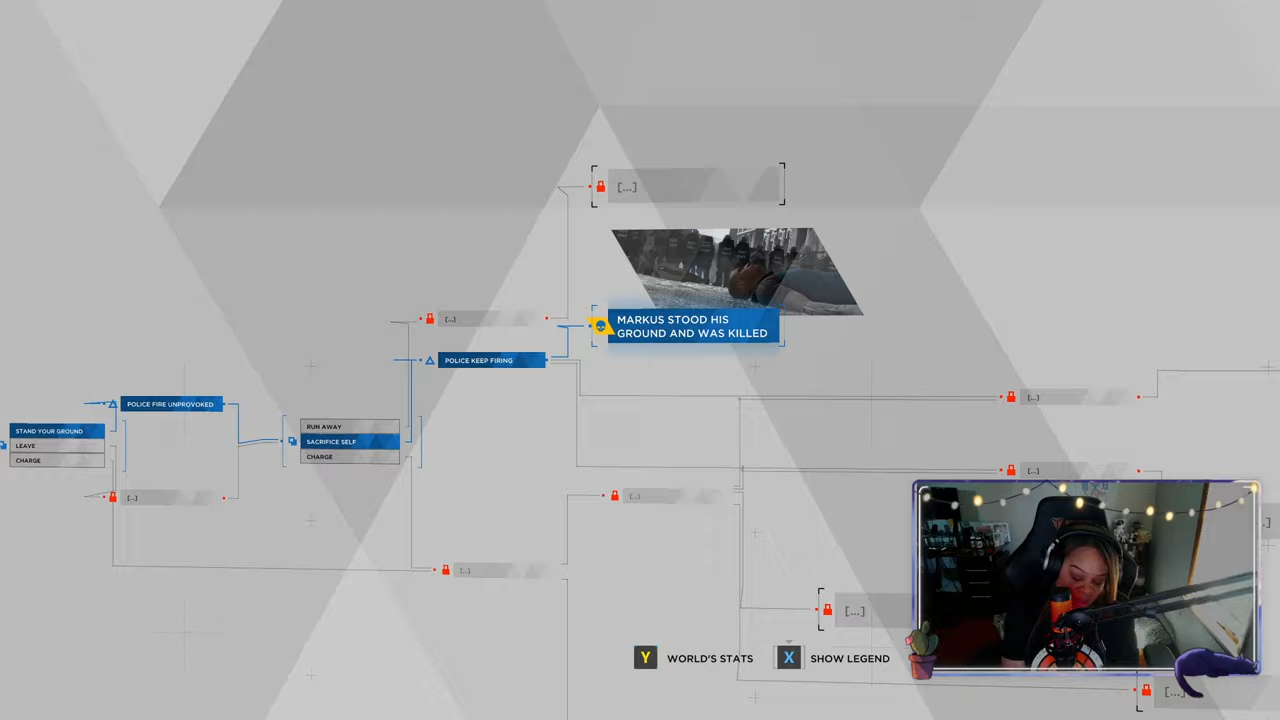 [...]
MARKUS STOOD HIS
GROUND AND WAS KILLED
[...]
POLICE KEEP FIRING
[...]
POLICE FIRE UNPROVOKED
STAND YOUR GROUND
LEAVE
CHARGE
RUN AWAY
SACRIFICE SELF
CHARGE
[...]
[...]
[...]
[...]
[...]
Y WORLD'S STATS
X SHOW LEGEND